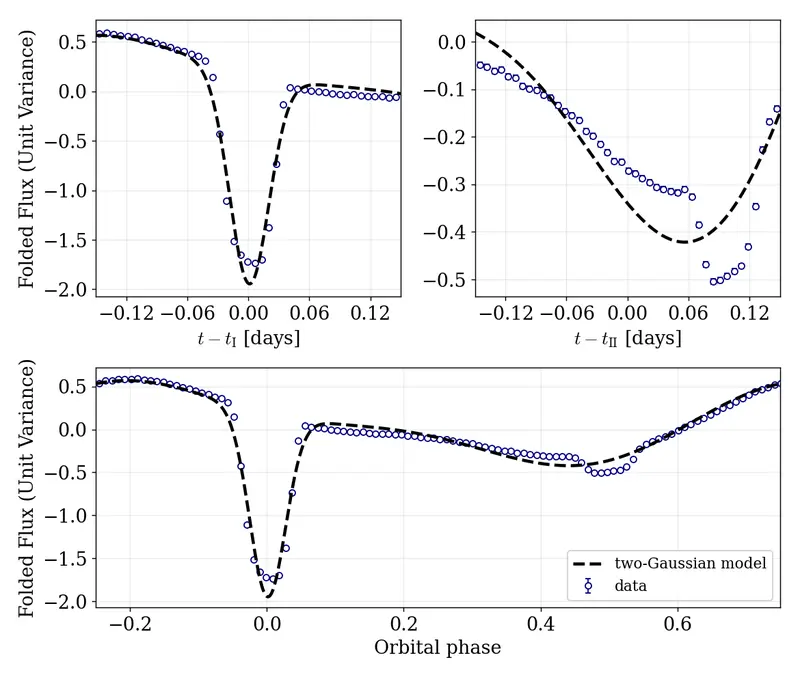 Folded Flux (Unit Variance)
0.5
0.0
−0.5
−1.0
−1.5
−2.0
−0.12 −0.06 0.00 0.06 0.12
t − t_I [days]
0.0
−0.1
−0.2
−0.3
−0.4
−0.5
−0.12 −0.06 0.00 0.06 0.12
t − t_II [days]
Folded Flux (Unit Variance)
0.5
0.0
−0.5
−1.0
−1.5
−2.0
−0.2 0.0 0.2 0.4 0.6
Orbital phase
two-Gaussian model
data